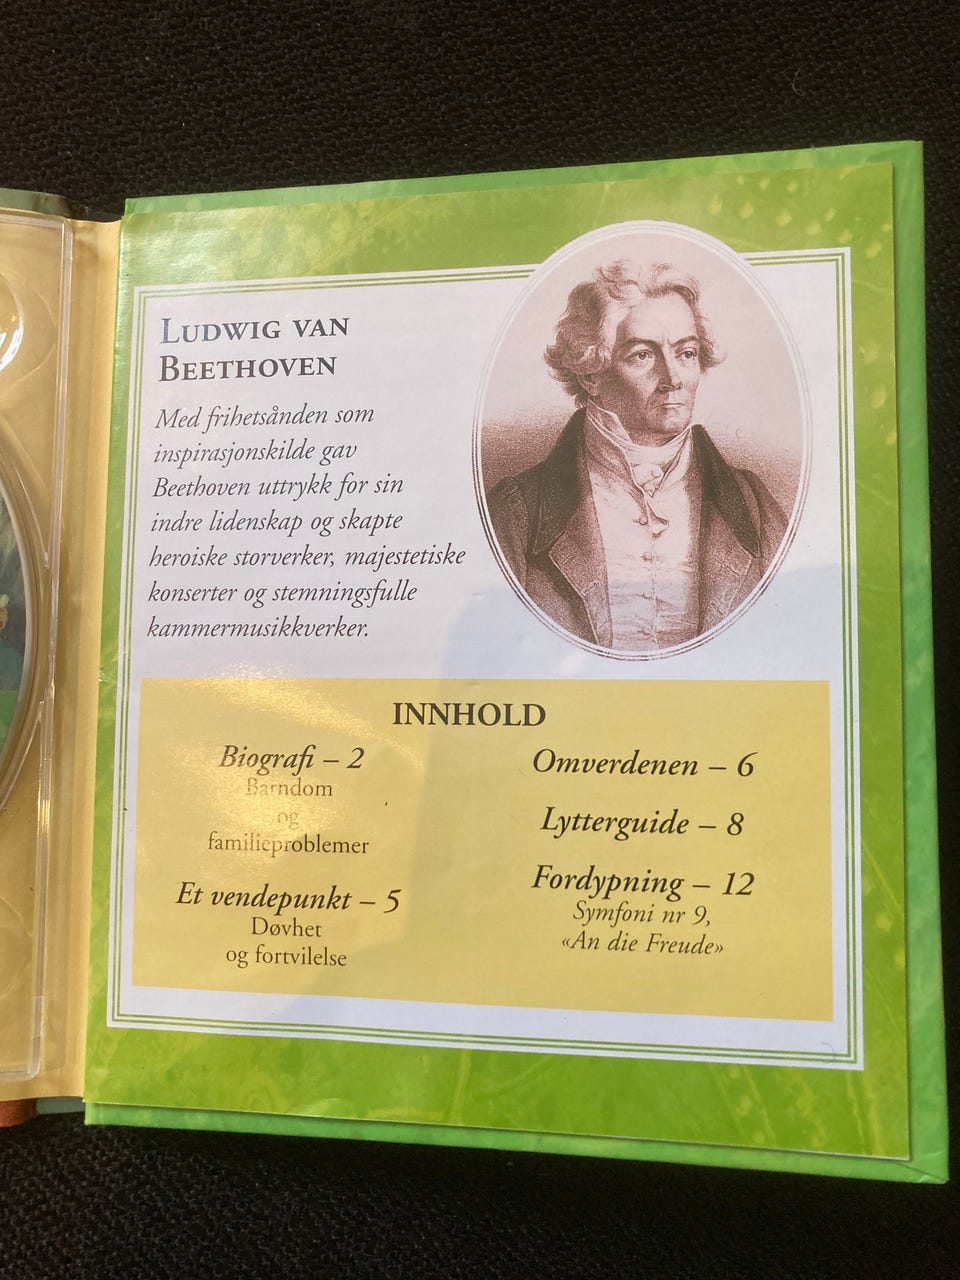 LUDWIG VAN
BEETHOVEN
Med frihetsånden som
inspirasjonskilde gav
Beethoven uttrykk for sin
indre lidenskap og skapte
heroiske storverker, majestetiske
konserter og stemningsfulle
kammermusikkverker.
INNHOLD
Biografi – 2
Barndom
og
familieproblemer
Et vendepunkt – 5
Døvhet
og fortvilelse
Omverdenen – 6
Lytterguide – 8
Fordypning – 12
Symfoni nr 9,
«An die Freude»